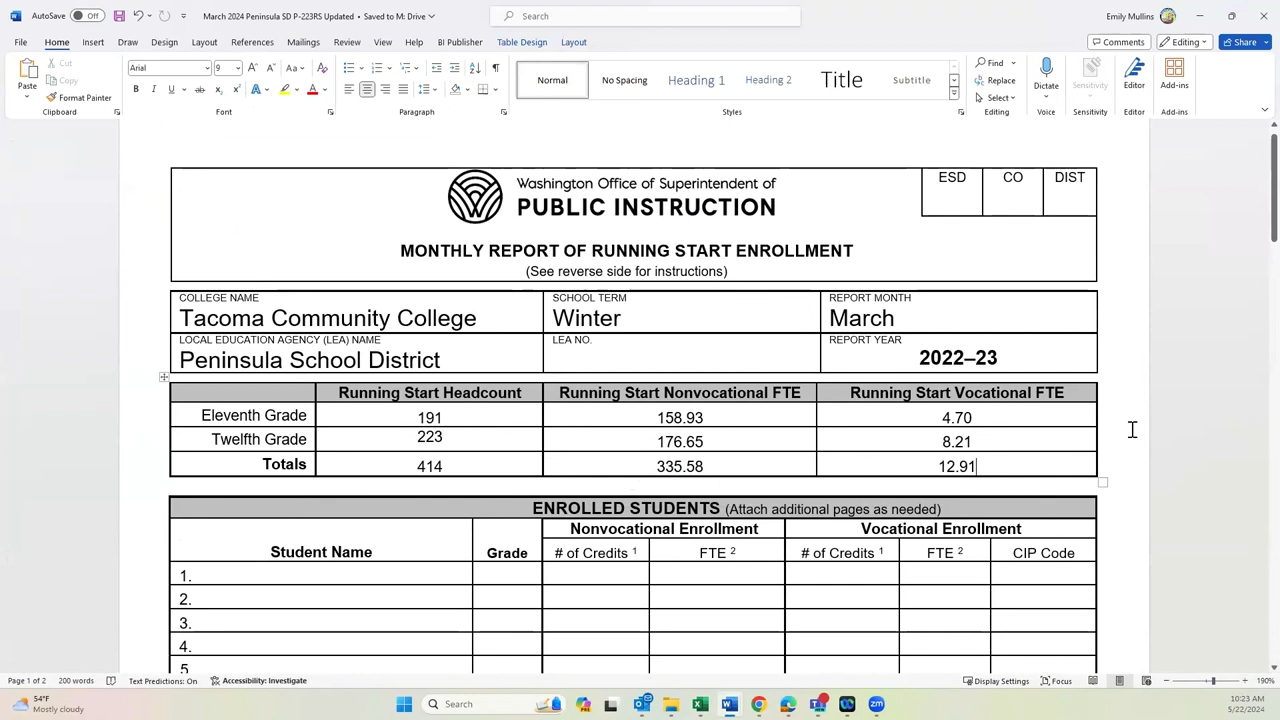 AutoSave Off March 2024 Peninsula SD P-223RS Updated • Saved to M: Drive Search Emily Mullins
File Home Insert Draw Design Layout References Mailings Review View Help BI Publisher Table Design Layout Comments Editing Share
Paste Cut Copy Format Painter Clipboard
Arial 9 Aa B I U ab x x A A Font
Paragraph
Normal No Spacing Heading 1 Heading 2 Title Subtitle Styles
Find Replace Select Editing
Dictate Voice Sensitivity Sensitivity Editor Editor Add-ins Add-ins
Washington Office of Superintendent of
PUBLIC INSTRUCTION
ESD CO DIST
MONTHLY REPORT OF RUNNING START ENROLLMENT
(See reverse side for instructions)
COLLEGE NAME SCHOOL TERM REPORT MONTH
Tacoma Community College Winter March
LOCAL EDUCATION AGENCY (LEA) NAME LEA NO. REPORT YEAR
Peninsula School District 2022–23
Running Start Headcount Running Start Nonvocational FTE Running Start Vocational FTE
Eleventh Grade 191 158.93 4.70
Twelfth Grade 223 176.65 8.21
Totals 414 335.58 12.91
ENROLLED STUDENTS (Attach additional pages as needed)
Nonvocational Enrollment Vocational Enrollment
Student Name Grade # of Credits ¹ FTE ² # of Credits ¹ FTE ² CIP Code
1.
2.
3.
4.
5
Page 1 of 2 200 words Text Predictions: On Accessibility: Investigate Display Settings Focus 190%
54°F
Mostly cloudy
Search
10:23 AM
5/22/2024